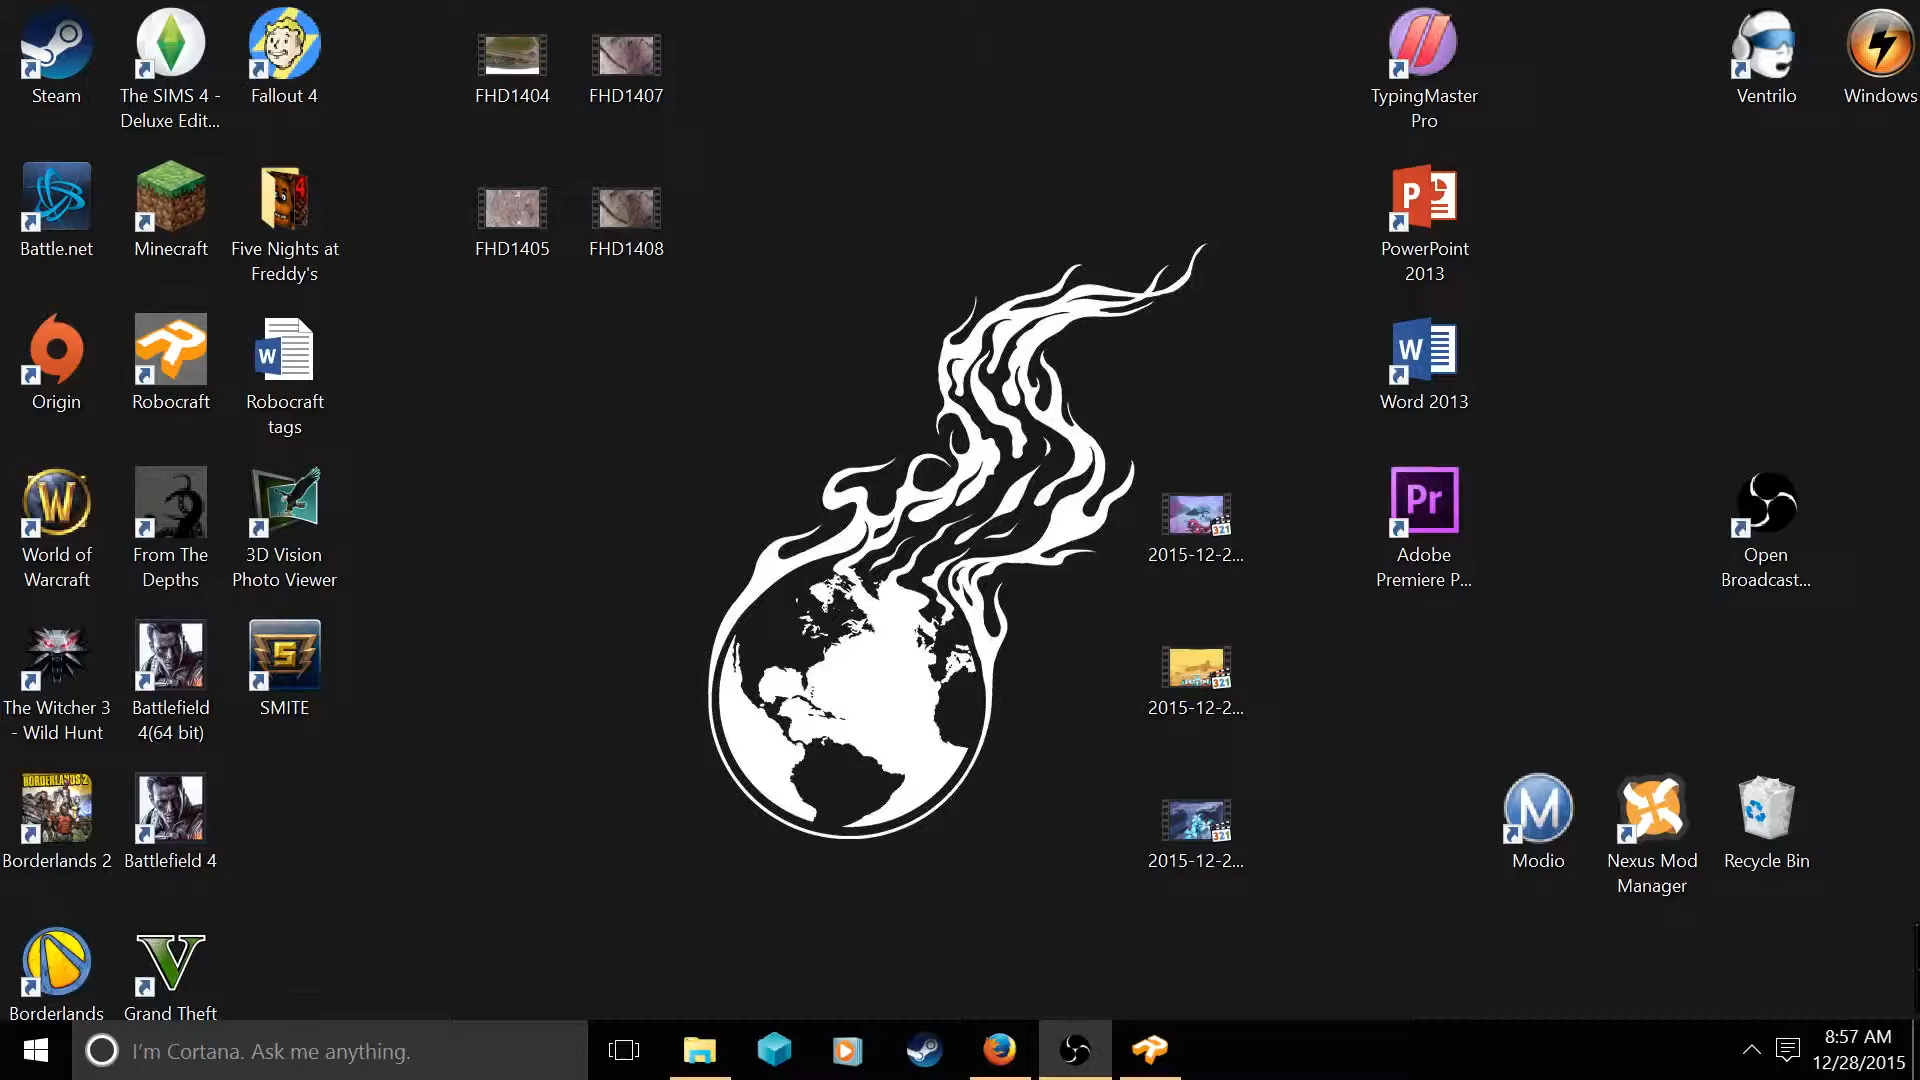 Steam
The SIMS 4 -
Deluxe Edit...
Fallout 4
FHD1404
FHD1407
TypingMaster
Pro
Ventrilo
Windows
Battle.net
Minecraft
Five Nights at
Freddy's
FHD1405
FHD1408
PowerPoint
2013
Origin
Robocraft
Robocraft
tags
Word 2013
World of
Warcraft
From The
Depths
3D Vision
Photo Viewer
2015-12-2...
Adobe
Premiere P...
Open
Broadcast...
The Witcher 3
- Wild Hunt
Battlefield
4(64 bit)
SMITE
2015-12-2...
BORDERLANDS 2
Borderlands 2
Battlefield 4
2015-12-2...
Modio
Nexus Mod
Manager
Recycle Bin
Borderlands
Grand Theft
I'm Cortana. Ask me anything.
8:57 AM
12/28/2015